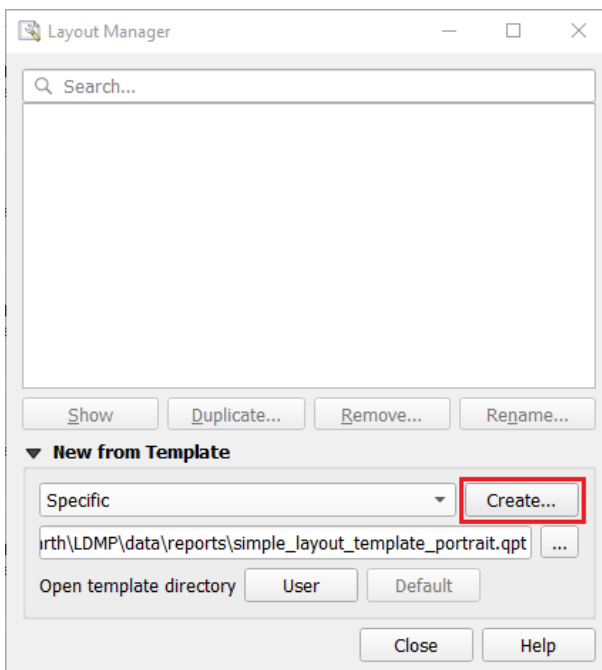 Layout Manager
Search...
Show Duplicate... Remove... Rename...
New from Template
Specific Create...
ırth\LDMP\data\reports\simple_layout_template_portrait.qpt ...
Open template directory User Default
Close Help